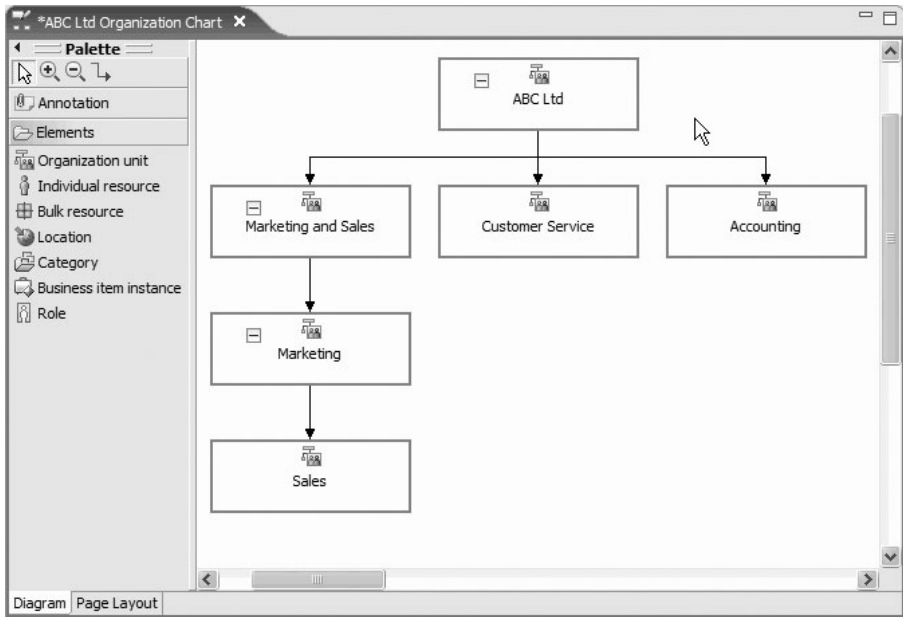 *ABC Ltd Organization Chart
Palette
Annotation
Elements
Organization unit
Individual resource
Bulk resource
Location
Category
Business item instance
Role
ABC Ltd
Marketing and Sales
Customer Service
Accounting
Marketing
Sales
Diagram
Page Layout